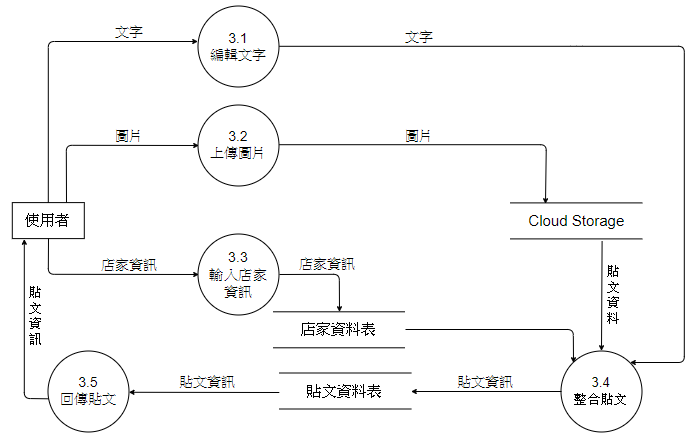 文字
3.1
編輯文字
文字
圖片
3.2
上傳圖片
圖片
使用者
Cloud Storage
店家資訊
3.3
輸入店家
資訊
店家資訊
貼文資料
貼文資訊
店家資料表
3.5
回傳貼文
貼文資訊
貼文資料表
貼文資訊
3.4
整合貼文